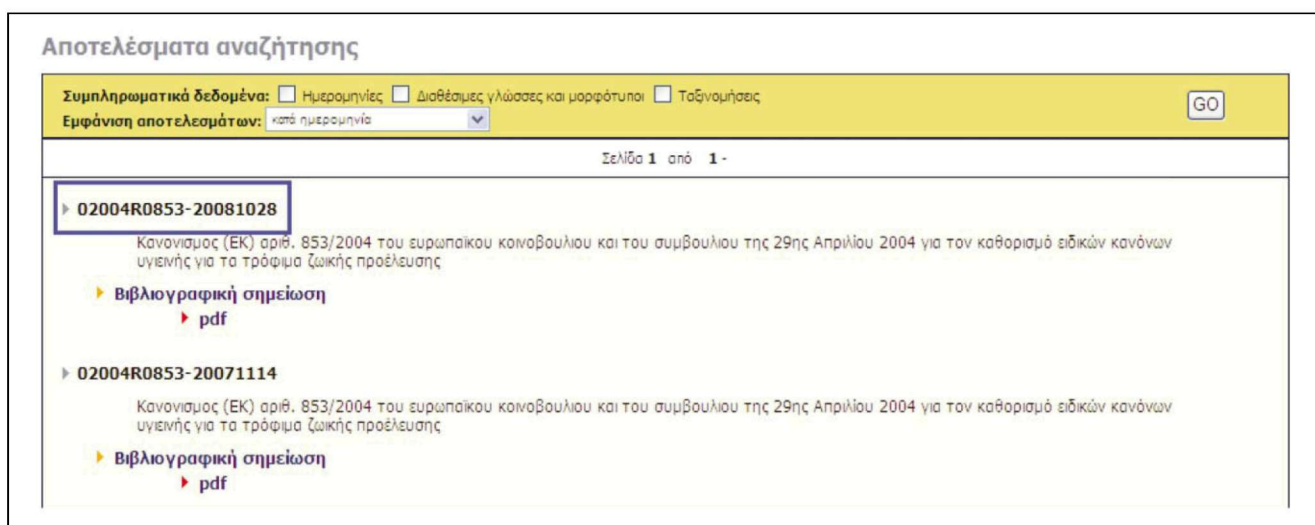 Αποτελέσματα αναζήτησης
Συμπληρωματικά δεδομένα: Ημερομηνίες Διαθέσιμες γλώσσες και μορφότυποι Ταξινομήσεις
GO
Εμφάνιση αποτελεσμάτων: κατά ημερομηνία
Σελίδα 1 από 1 -
02004R0853-20081028
Κανονισμος (ΕΚ) αριθ. 853/2004 του ευρωπαϊκου κοινοβουλιου και του συμβουλιου της 29ης Απριλίου 2004 για τον καθορισμό ειδικών κανόνων
υγιεινής για τα τρόφιμα ζωικής προέλευσης
Βιβλιογραφική σημείωση
pdf
02004R0853-20071114
Κανονισμος (ΕΚ) αριθ. 853/2004 του ευρωπαϊκου κοινοβουλιου και του συμβουλιου της 29ης Απριλίου 2004 για τον καθορισμό ειδικών κανόνων
υγιεινής για τα τρόφιμα ζωικής προέλευσης
Βιβλιογραφική σημείωση
pdf